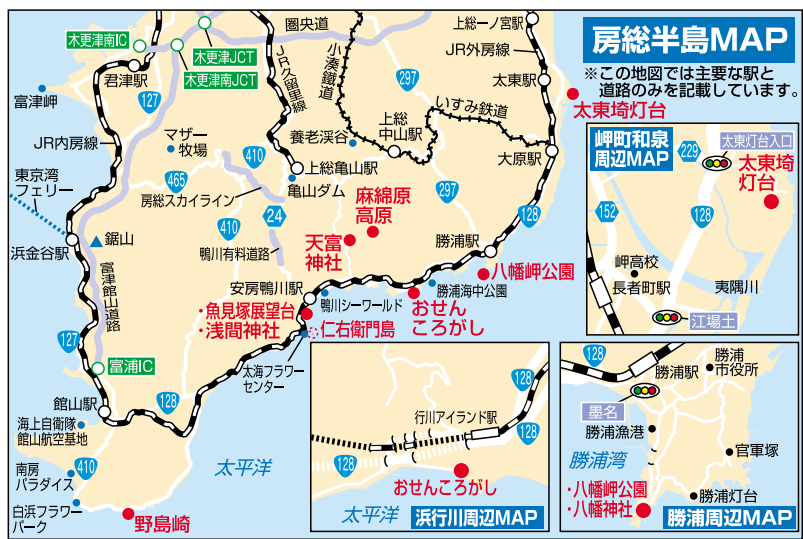 房総半島MAP
※この地図では主要な駅と
道路のみを記載しています。
木更津南IC
木更津JCT
木更津南JCT
圏央道
上総一ノ宮駅
JR外房線
太東駅
太東埼灯台
君津駅
富津岬
127
JR久留里線
小湊鐵道
297
いすみ鉄道
JR内房線
マザー
牧場
410
養老渓谷
上総
中山駅
大原駅
上総亀山駅
亀山ダム
東京湾
フェリー
465
房総スカイライン
297
128
麻綿原
高原
24
410
天富
神社
浜金谷駅
鋸山
鴨川有料道路
勝浦駅
富津館山道路
安房鴨川駅
八幡岬公園
鴨川シーワールド
勝浦海中公園
・魚見塚展望台
・浅間神社
おせん
ころがし
仁右衛門島
127
富浦IC
太海フラワー
センター
128
館山駅
海上自衛隊
館山航空基地
410
南房
パラダイス
太平洋
白浜フラワー
パーク
野島崎
岬町和泉
周辺MAP
太東灯台入口
229
太東埼
灯台
152
128
岬高校
長者町駅
夷隅川
江場土
行川アイランド駅
128
128
おせんころがし
太平洋
浜行川周辺MAP
128
勝浦駅
勝浦
市役所
墨名
勝浦漁港
官軍塚
勝浦湾
・八幡岬公園
・八幡神社
勝浦灯台
勝浦周辺MAP